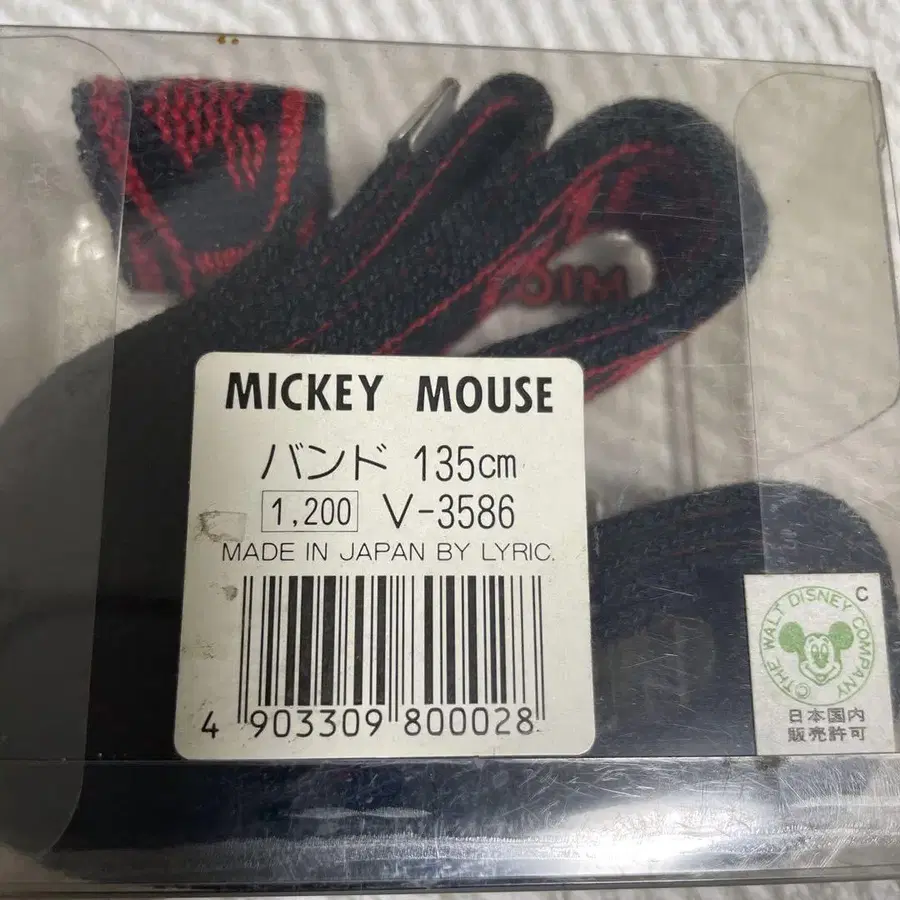 MIC
MICKEY MOUSE
バンド 135cm
1,200 V-3586
MADE IN JAPAN BY LYRIC.
4 903309 800028
C
©THE WALT DISNEY COMPANY
日本国内
販売許可